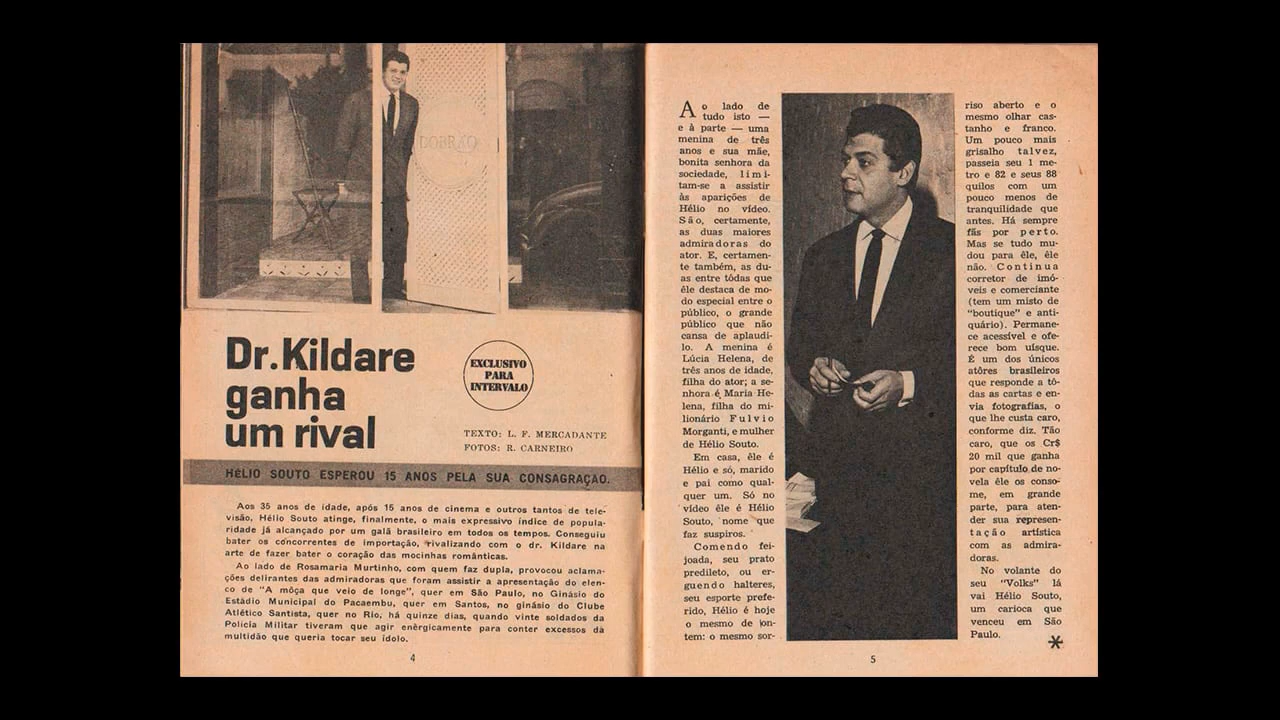 DOBRÃO
Dr. Kildare
ganha
um rival
EXCLUSIVO
PARA
INTERVALO
TEXTO: L. F. MERCADANTE
FOTOS: R. CARNEIRO
HÉLIO SOUTO ESPEROU 15 ANOS PELA SUA CONSAGRAÇÃO.
Aos 35 anos de idade, após 15 anos de cinema e outros tantos de tele-
visão, Hélio Souto atinge, finalmente, o mais expressivo índice de popula-
ridade já alcançado por um galã brasileiro em todos os tempos. Conseguiu
bater os concorrentes de importação, rivalizando com o dr. Kildare na
arte de fazer bater o coração das mocinhas românticas.
Ao lado de Rosamaria Murtinho, com quem faz dupla, provocou aclama-
ções delirantes das admiradoras que foram assistir a apresentação do elen-
co de "A môça que veio de longe", quer em São Paulo, no Ginásio do
Estádio Municipal do Pacaembu, quer em Santos, no ginásio do Clube
Atlético Santista, quer no Rio, há quinze dias, quando vinte soldados da
Polícia Militar tiveram que agir enèrgicamente para conter excessos da
multidão que queria tocar seu ídolo.
4
Ao lado de
tudo isto —
e à parte — uma
menina de três
anos e sua mãe,
bonita senhora da
sociedade, limi-
tam-se a assistir
às aparições de
Hélio no vídeo.
São, certamente,
as duas maiores
admiradoras do
ator. E, certamen-
te também, as du-
as entre tôdas que
êle destaca de mo-
do especial entre o
público, o grande
público que não
cansa de aplaudi-
lo. A menina é
Lúcia Helena, de
três anos de idade,
filha do ator; a se-
nhora é Maria He-
lena, filha do mi-
lionário Fulvio
Morganti, e mulher
de Hélio Souto.
Em casa, êle é
Hélio e só, marido
e pai como qual-
quer um. Só no
vídeo êle é Hélio
Souto, nome que
faz suspiros.
Comendo fei-
joada, seu prato
predileto, ou er-
guendo halteres,
seu esporte prefe-
rido, Hélio é hoje
o mesmo de on-
tem: o mesmo sor-
riso aberto e o
mesmo olhar cas-
tanho e franco.
Um pouco mais
grisalho talvez,
passeia seu 1 me-
tro e 82 e seus 88
quilos com um
pouco menos de
tranquilidade que
antes. Há sempre
fãs por perto.
Mas se tudo mu-
dou para êle, êle
não. Continua
corretor de imó-
veis e comerciante
(tem um misto de
"boutique" e anti-
quário). Permane-
ce acessível e ofe-
rece bom uísque.
É um dos únicos
atôres brasileiros
que responde a tô-
das as cartas e en-
via fotografias, o
que lhe custa caro,
conforme diz. Tão
caro, que os Cr$
20 mil que ganha
por capítulo de no-
vela êle os conso-
me, em grande
parte, para aten-
der sua represen-
tação artística
com as admira-
doras.
No volante do
seu "Volks" lá
vai Hélio Souto,
um carioca que
venceu em São
Paulo.
5